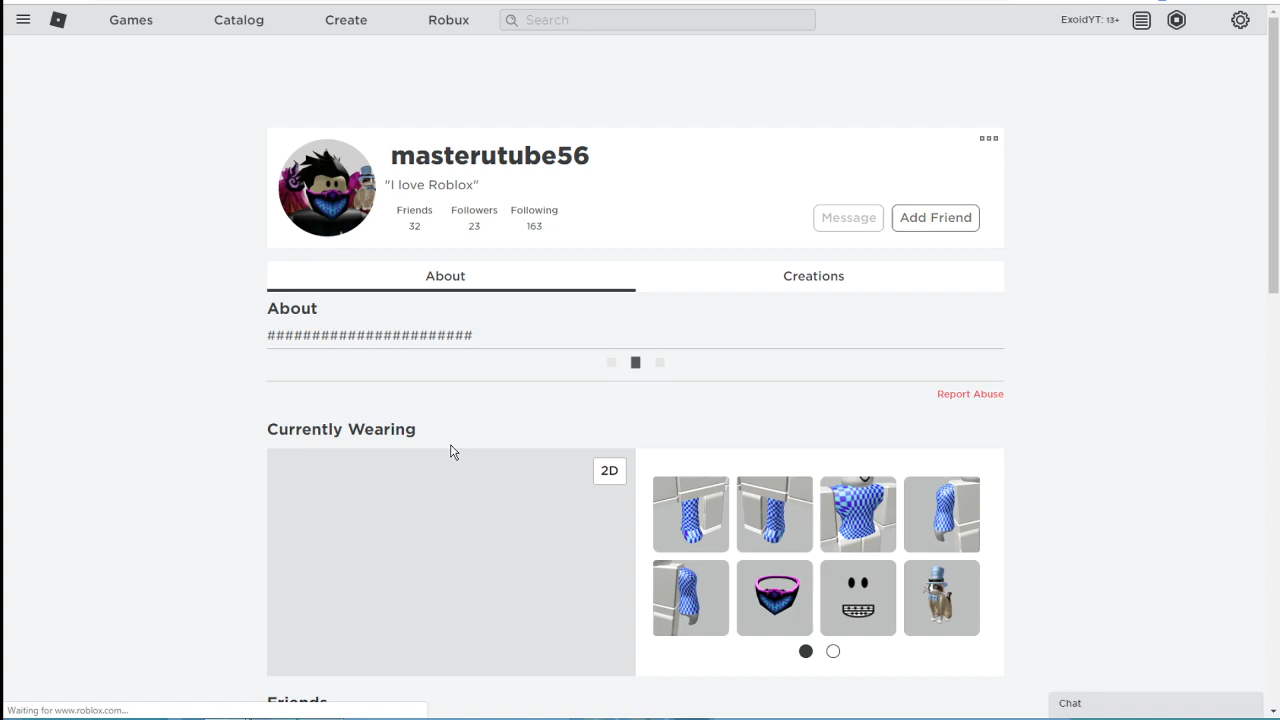 Games Catalog Create Robux Search ExoidYT: 13+
masterutube56
"I love Roblox"
Friends Followers Following
32 23 163
Message Add Friend
About Creations
About
#######################
Report Abuse
Currently Wearing
2D
Friends
Waiting for www.roblox.com...
Chat